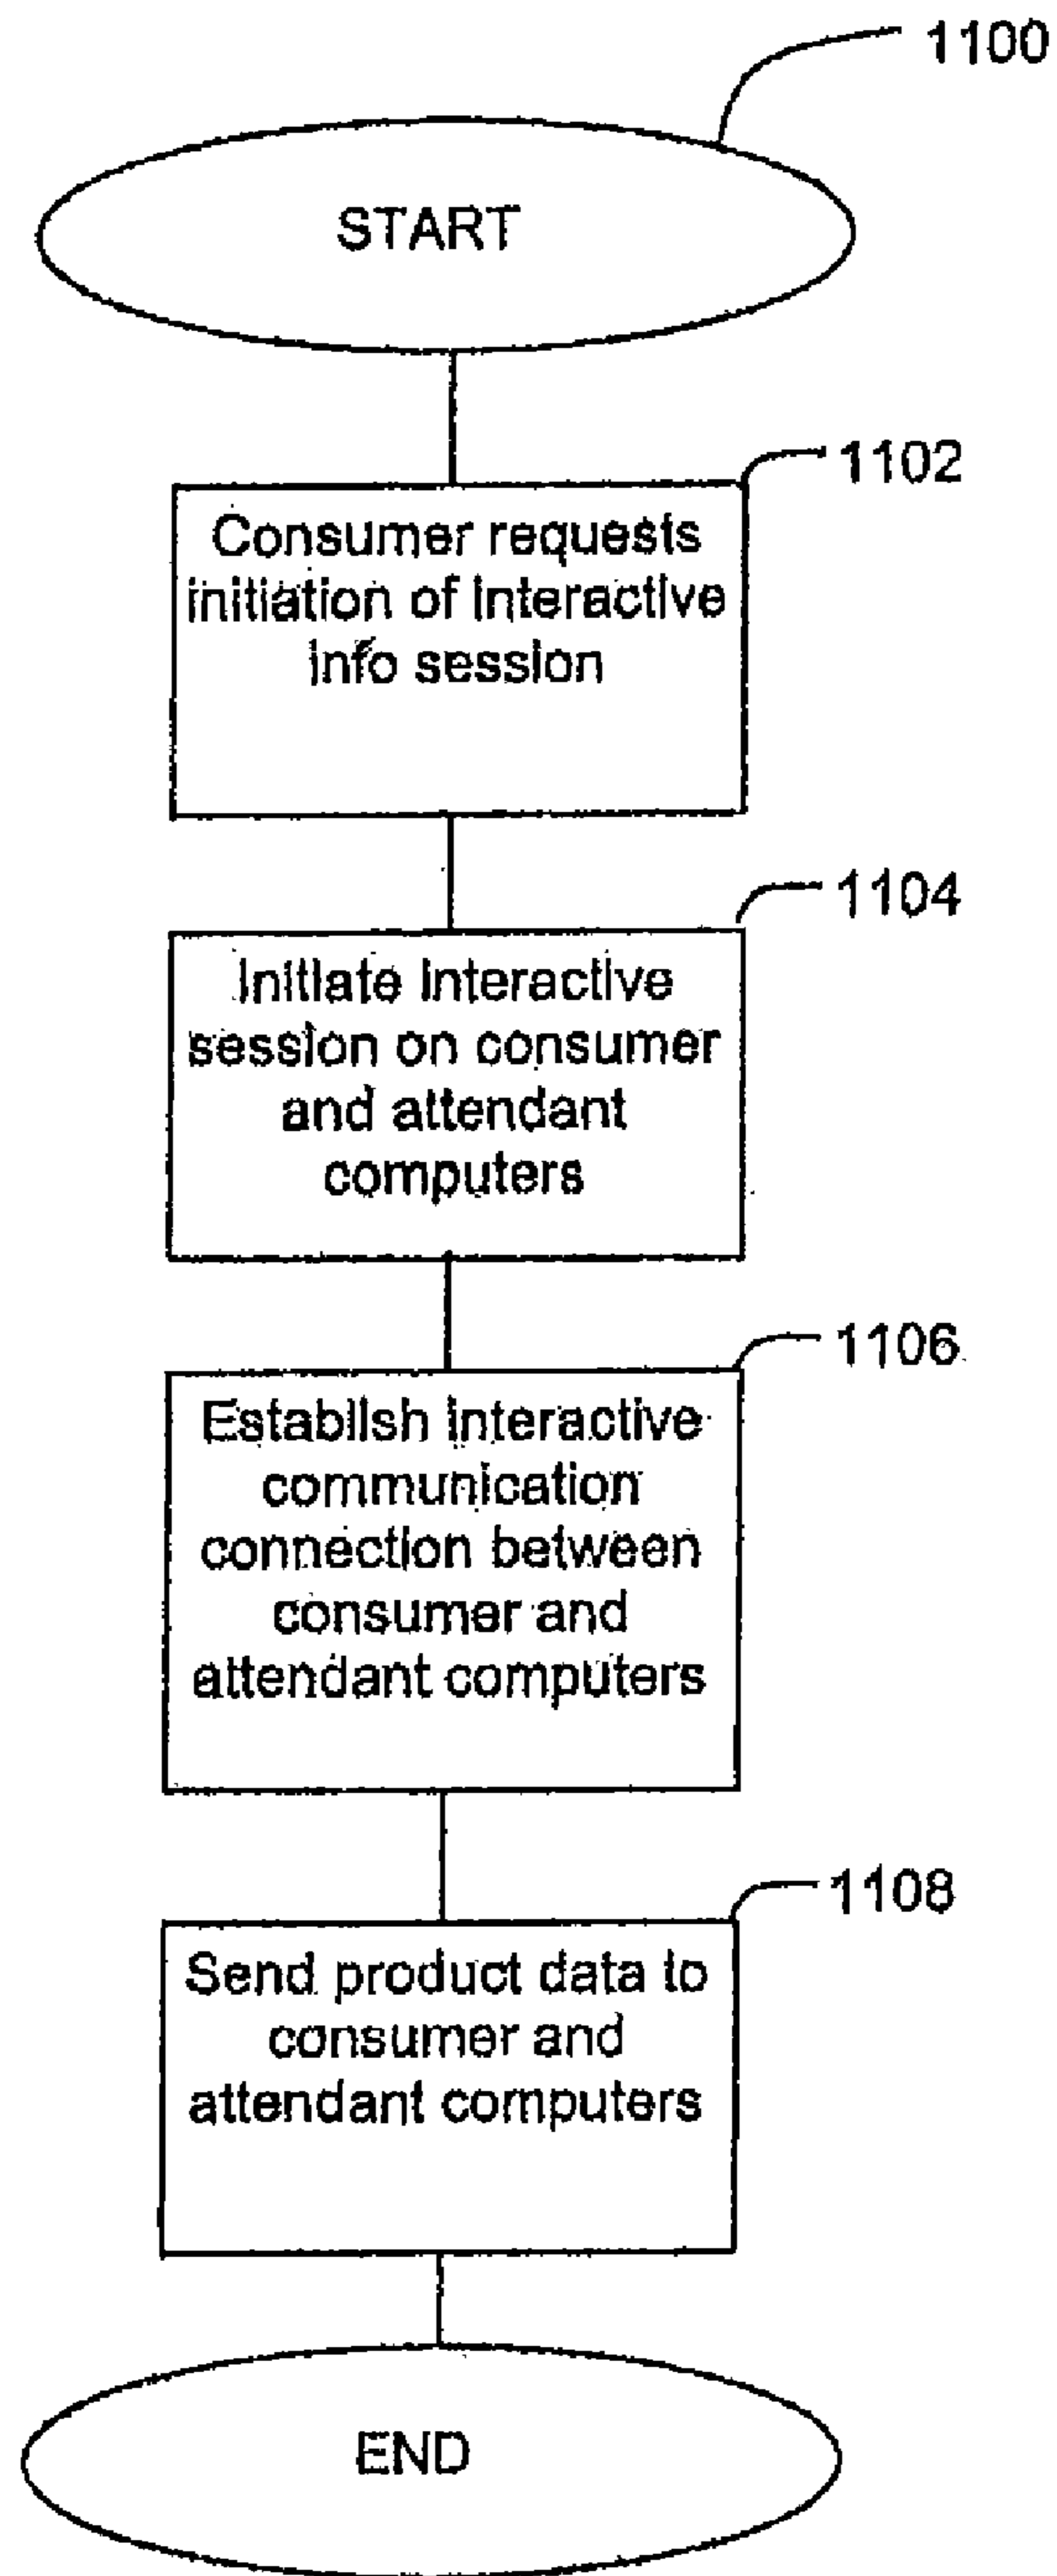 1100
START
1102
Consumer requests
initiation of interactive
info session
1104
Initiate interactive
session on consumer
and attendant
computers
1106
Establish interactive
communication
connection between
consumer and
attendant computers
1108
Send product data to
consumer and
attendant computers
END